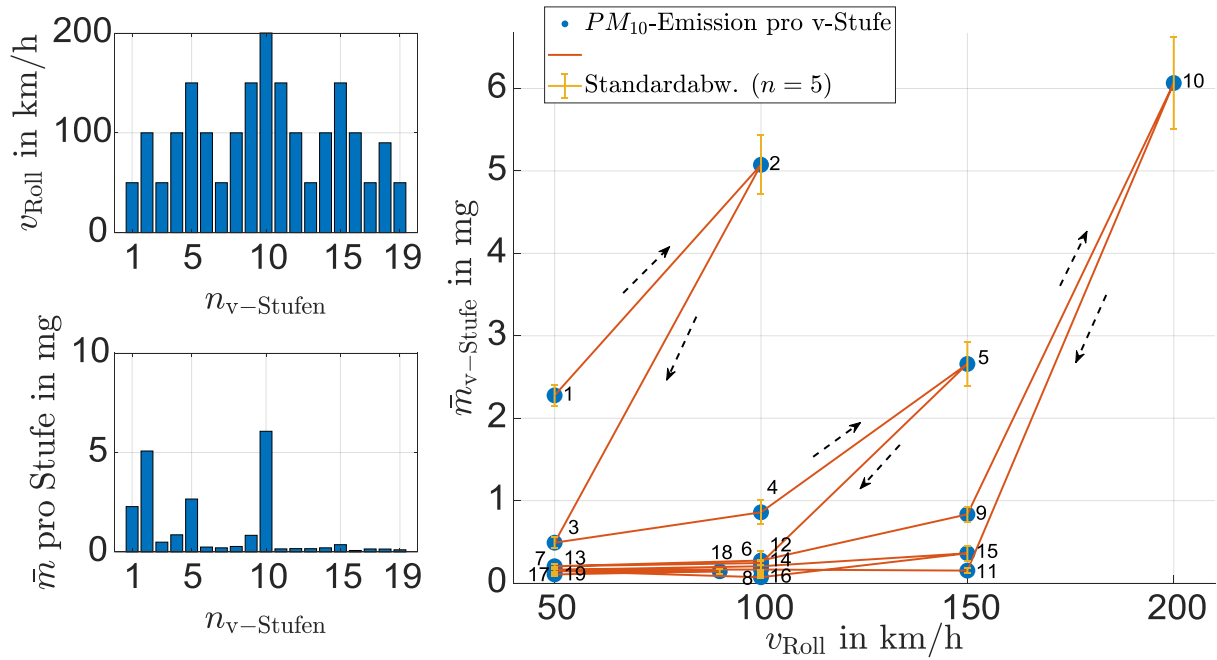 v_Roll in km/h
200
100
0
1 5 10 15 19
n_v−Stufen
m̄ pro Stufe in mg
10
5
0
1 5 10 15 19
n_v−Stufen
PM_10-Emission pro v-Stufe
Standardabw. (n = 5)
m̄_v−Stufe in mg
6
5
4
3
2
1
0
10
2
5
1
4
3
9
7 13
18
6 12
14
15
17 19
8 16
11
50 100 150 200
v_Roll in km/h